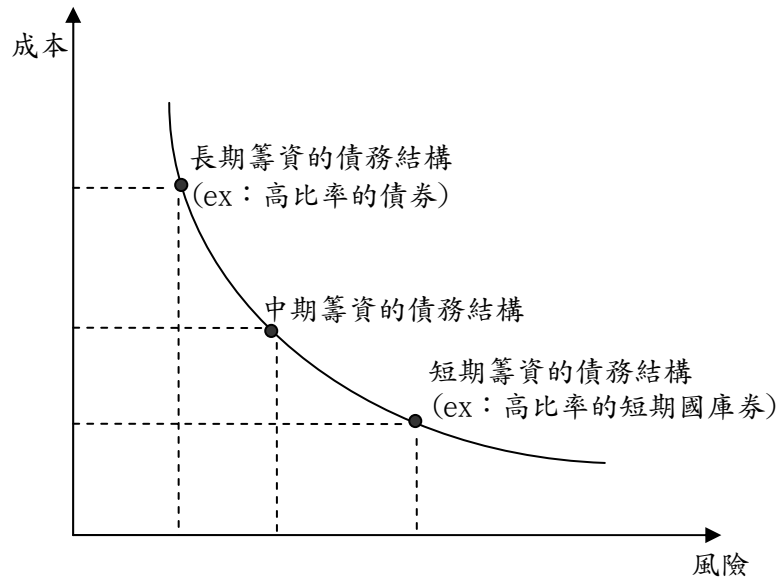 成本
長期籌資的債務結構
(ex：高比率的債券)
中期籌資的債務結構
短期籌資的債務結構
(ex：高比率的短期國庫券)
風險